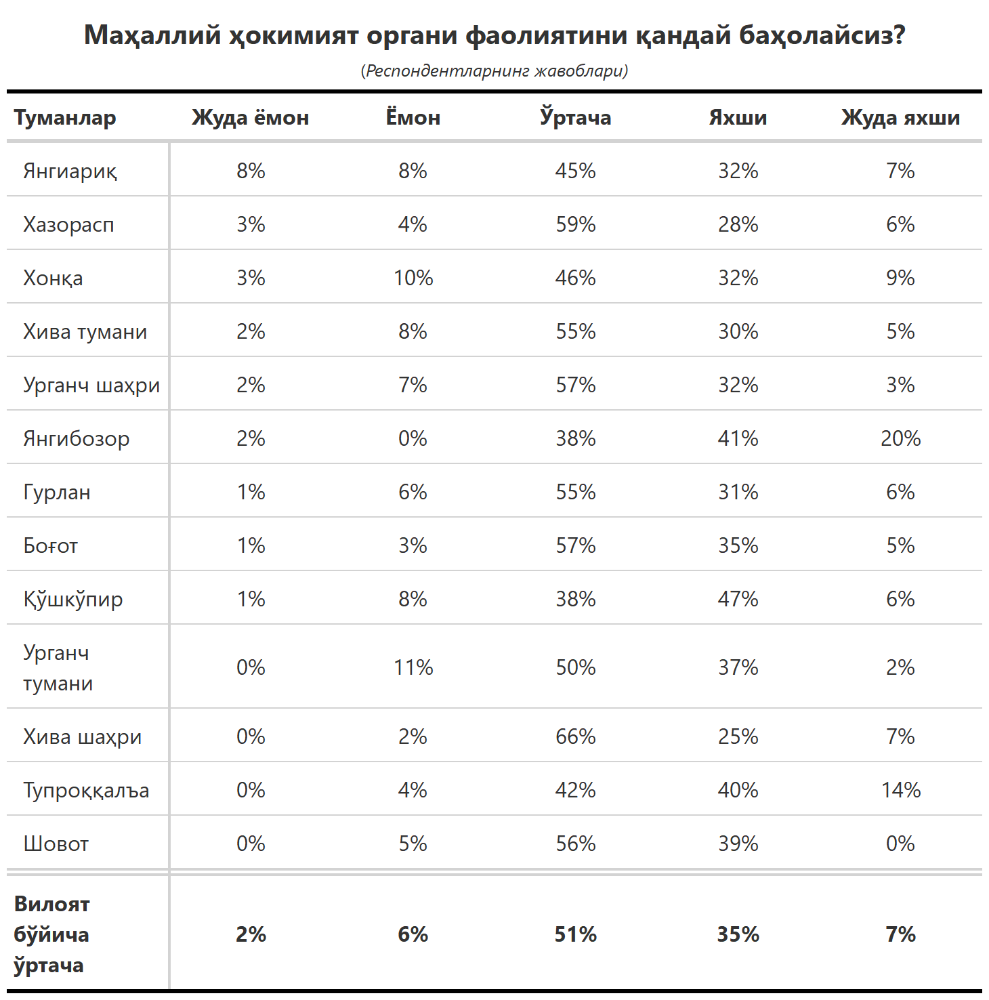 Маҳаллий ҳокимият органи фаолиятини қандай баҳолайсиз?
(Респондентларнинг жавоблари)
Туманлар Жуда ёмон Ёмон Ўртача Яхши Жуда яхши
Янгиариқ 8% 8% 45% 32% 7%
Хазорасп 3% 4% 59% 28% 6%
Хонқа 3% 10% 46% 32% 9%
Хива тумани 2% 8% 55% 30% 5%
Урганч шаҳри 2% 7% 57% 32% 3%
Янгибозор 2% 0% 38% 41% 20%
Гурлан 1% 6% 55% 31% 6%
Боғот 1% 3% 57% 35% 5%
Қўшкўпир 1% 8% 38% 47% 6%
Урганч
тумани 0% 11% 50% 37% 2%
Хива шаҳри 0% 2% 66% 25% 7%
Тупроққалъа 0% 4% 42% 40% 14%
Шовот 0% 5% 56% 39% 0%
Вилоят
бўйича 2% 6% 51% 35% 7%
ўртача